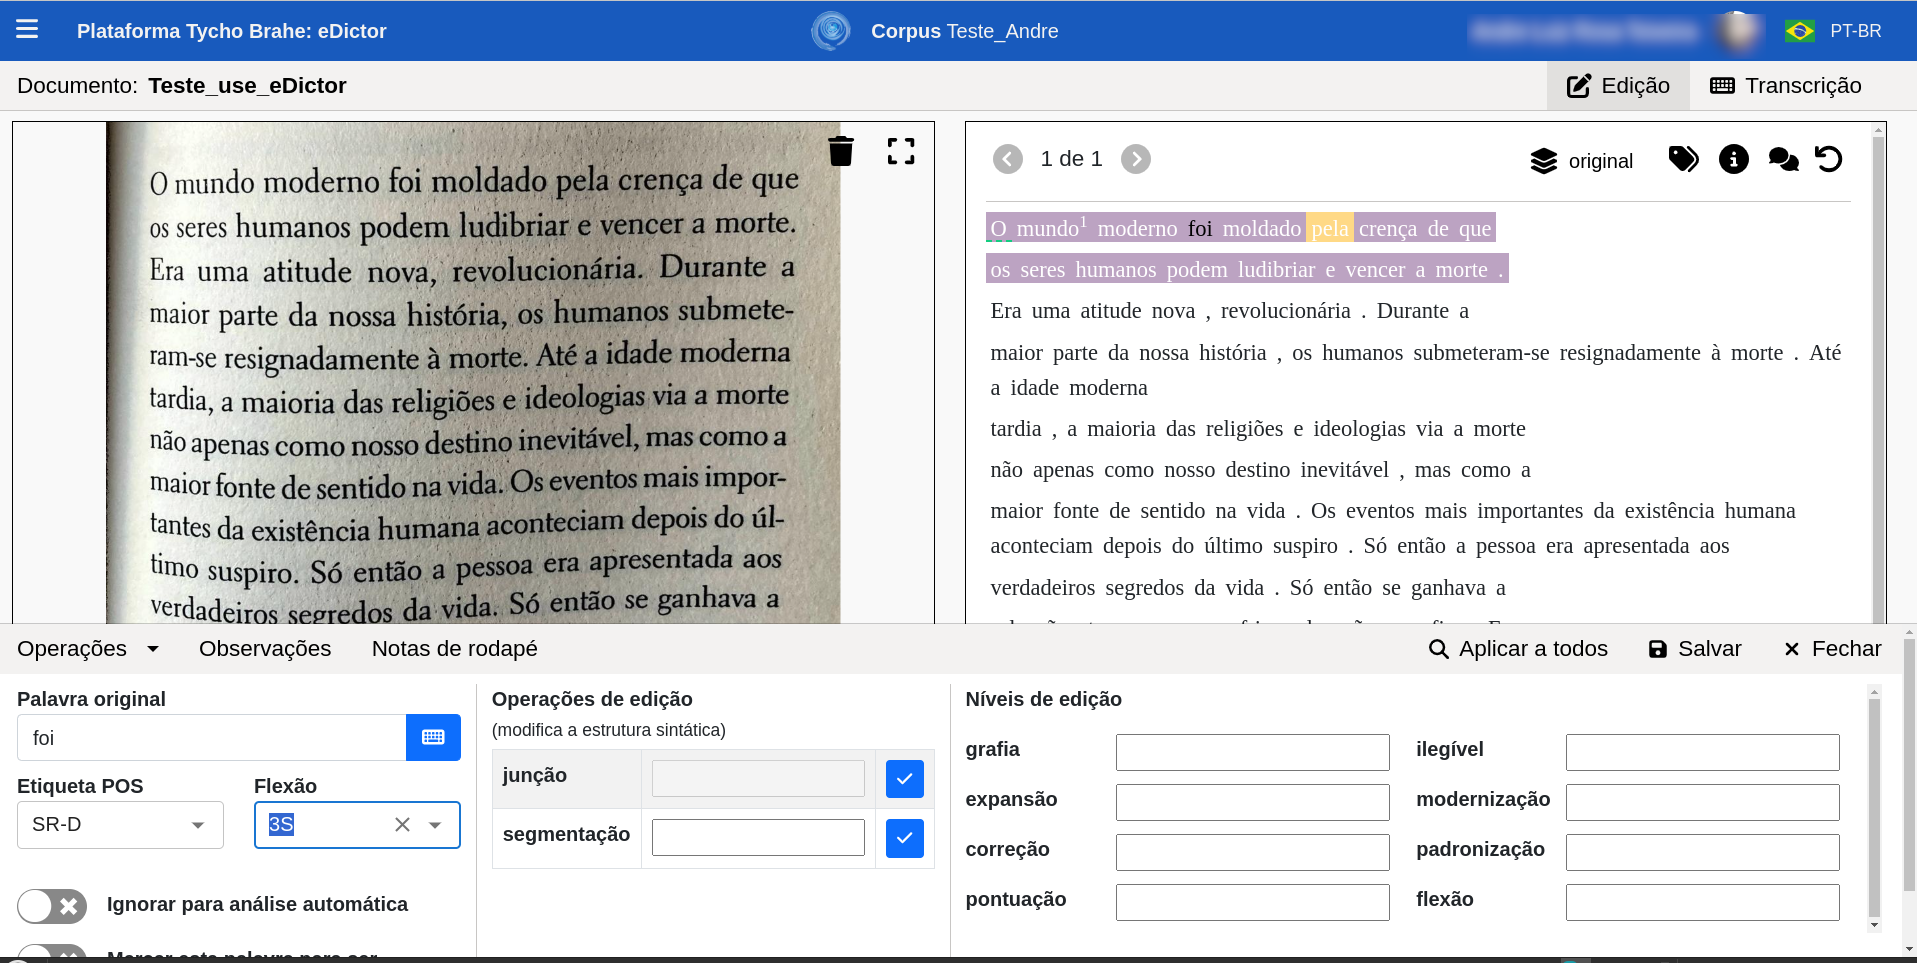 Plataforma Tycho Brahe: eDictor
Corpus Teste_Andre
PT-BR
Documento: Teste_use_eDictor
Edição
Transcrição
O mundo moderno foi moldado pela crença de que
os seres humanos podem ludibriar e vencer a morte.
Era uma atitude nova, revolucionária. Durante a
maior parte da nossa história, os humanos submete-
ram-se resignadamente à morte. Até a idade moderna
tardia, a maioria das religiões e ideologias via a morte
não apenas como nosso destino inevitável, mas como a
maior fonte de sentido na vida. Os eventos mais impor-
tantes da existência humana aconteciam depois do úl-
timo suspiro. Só então a pessoa era apresentada aos
verdadeiros segredos da vida. Só então se ganhava a
1 de 1
original
O mundo1 moderno foi moldado pela crença de que
os seres humanos podem ludibriar e vencer a morte .
Era uma atitude nova , revolucionária . Durante a
maior parte da nossa história , os humanos submeteram-se resignadamente à morte . Até
a idade moderna
tardia , a maioria das religiões e ideologias via a morte
não apenas como nosso destino inevitável , mas como a
maior fonte de sentido na vida . Os eventos mais importantes da existência humana
aconteciam depois do último suspiro . Só então a pessoa era apresentada aos
verdadeiros segredos da vida . Só então se ganhava a
Operações
Observações
Notas de rodapé
Aplicar a todos
Salvar
Fechar
Palavra original
foi
Etiqueta POS
SR-D
Flexão
3S
Ignorar para análise automática
Operações de edição
(modifica a estrutura sintática)
junção
segmentação
Níveis de edição
grafia
ilegível
expansão
modernização
correção
padronização
pontuação
flexão